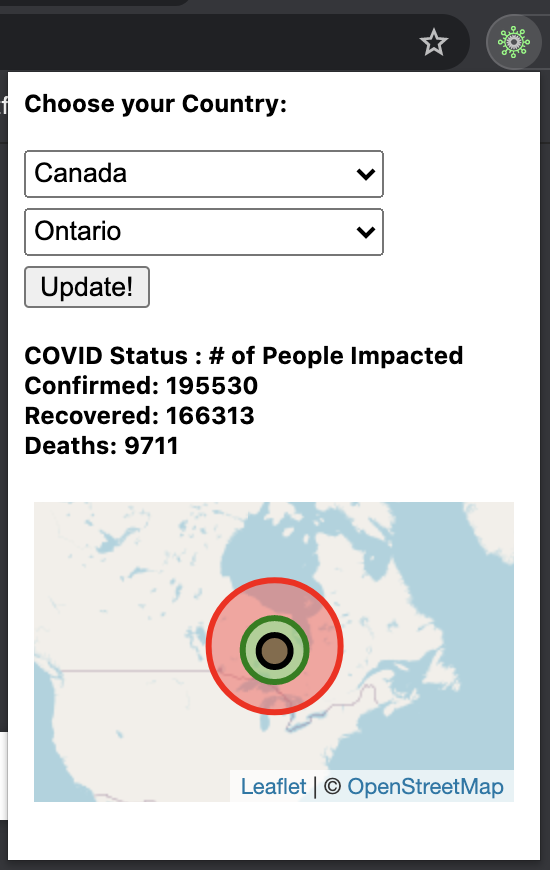 Choose your Country:
Canada
Ontario
Update!
COVID Status : # of People Impacted
Confirmed: 195530
Recovered: 166313
Deaths: 9711
Leaflet | © OpenStreetMap